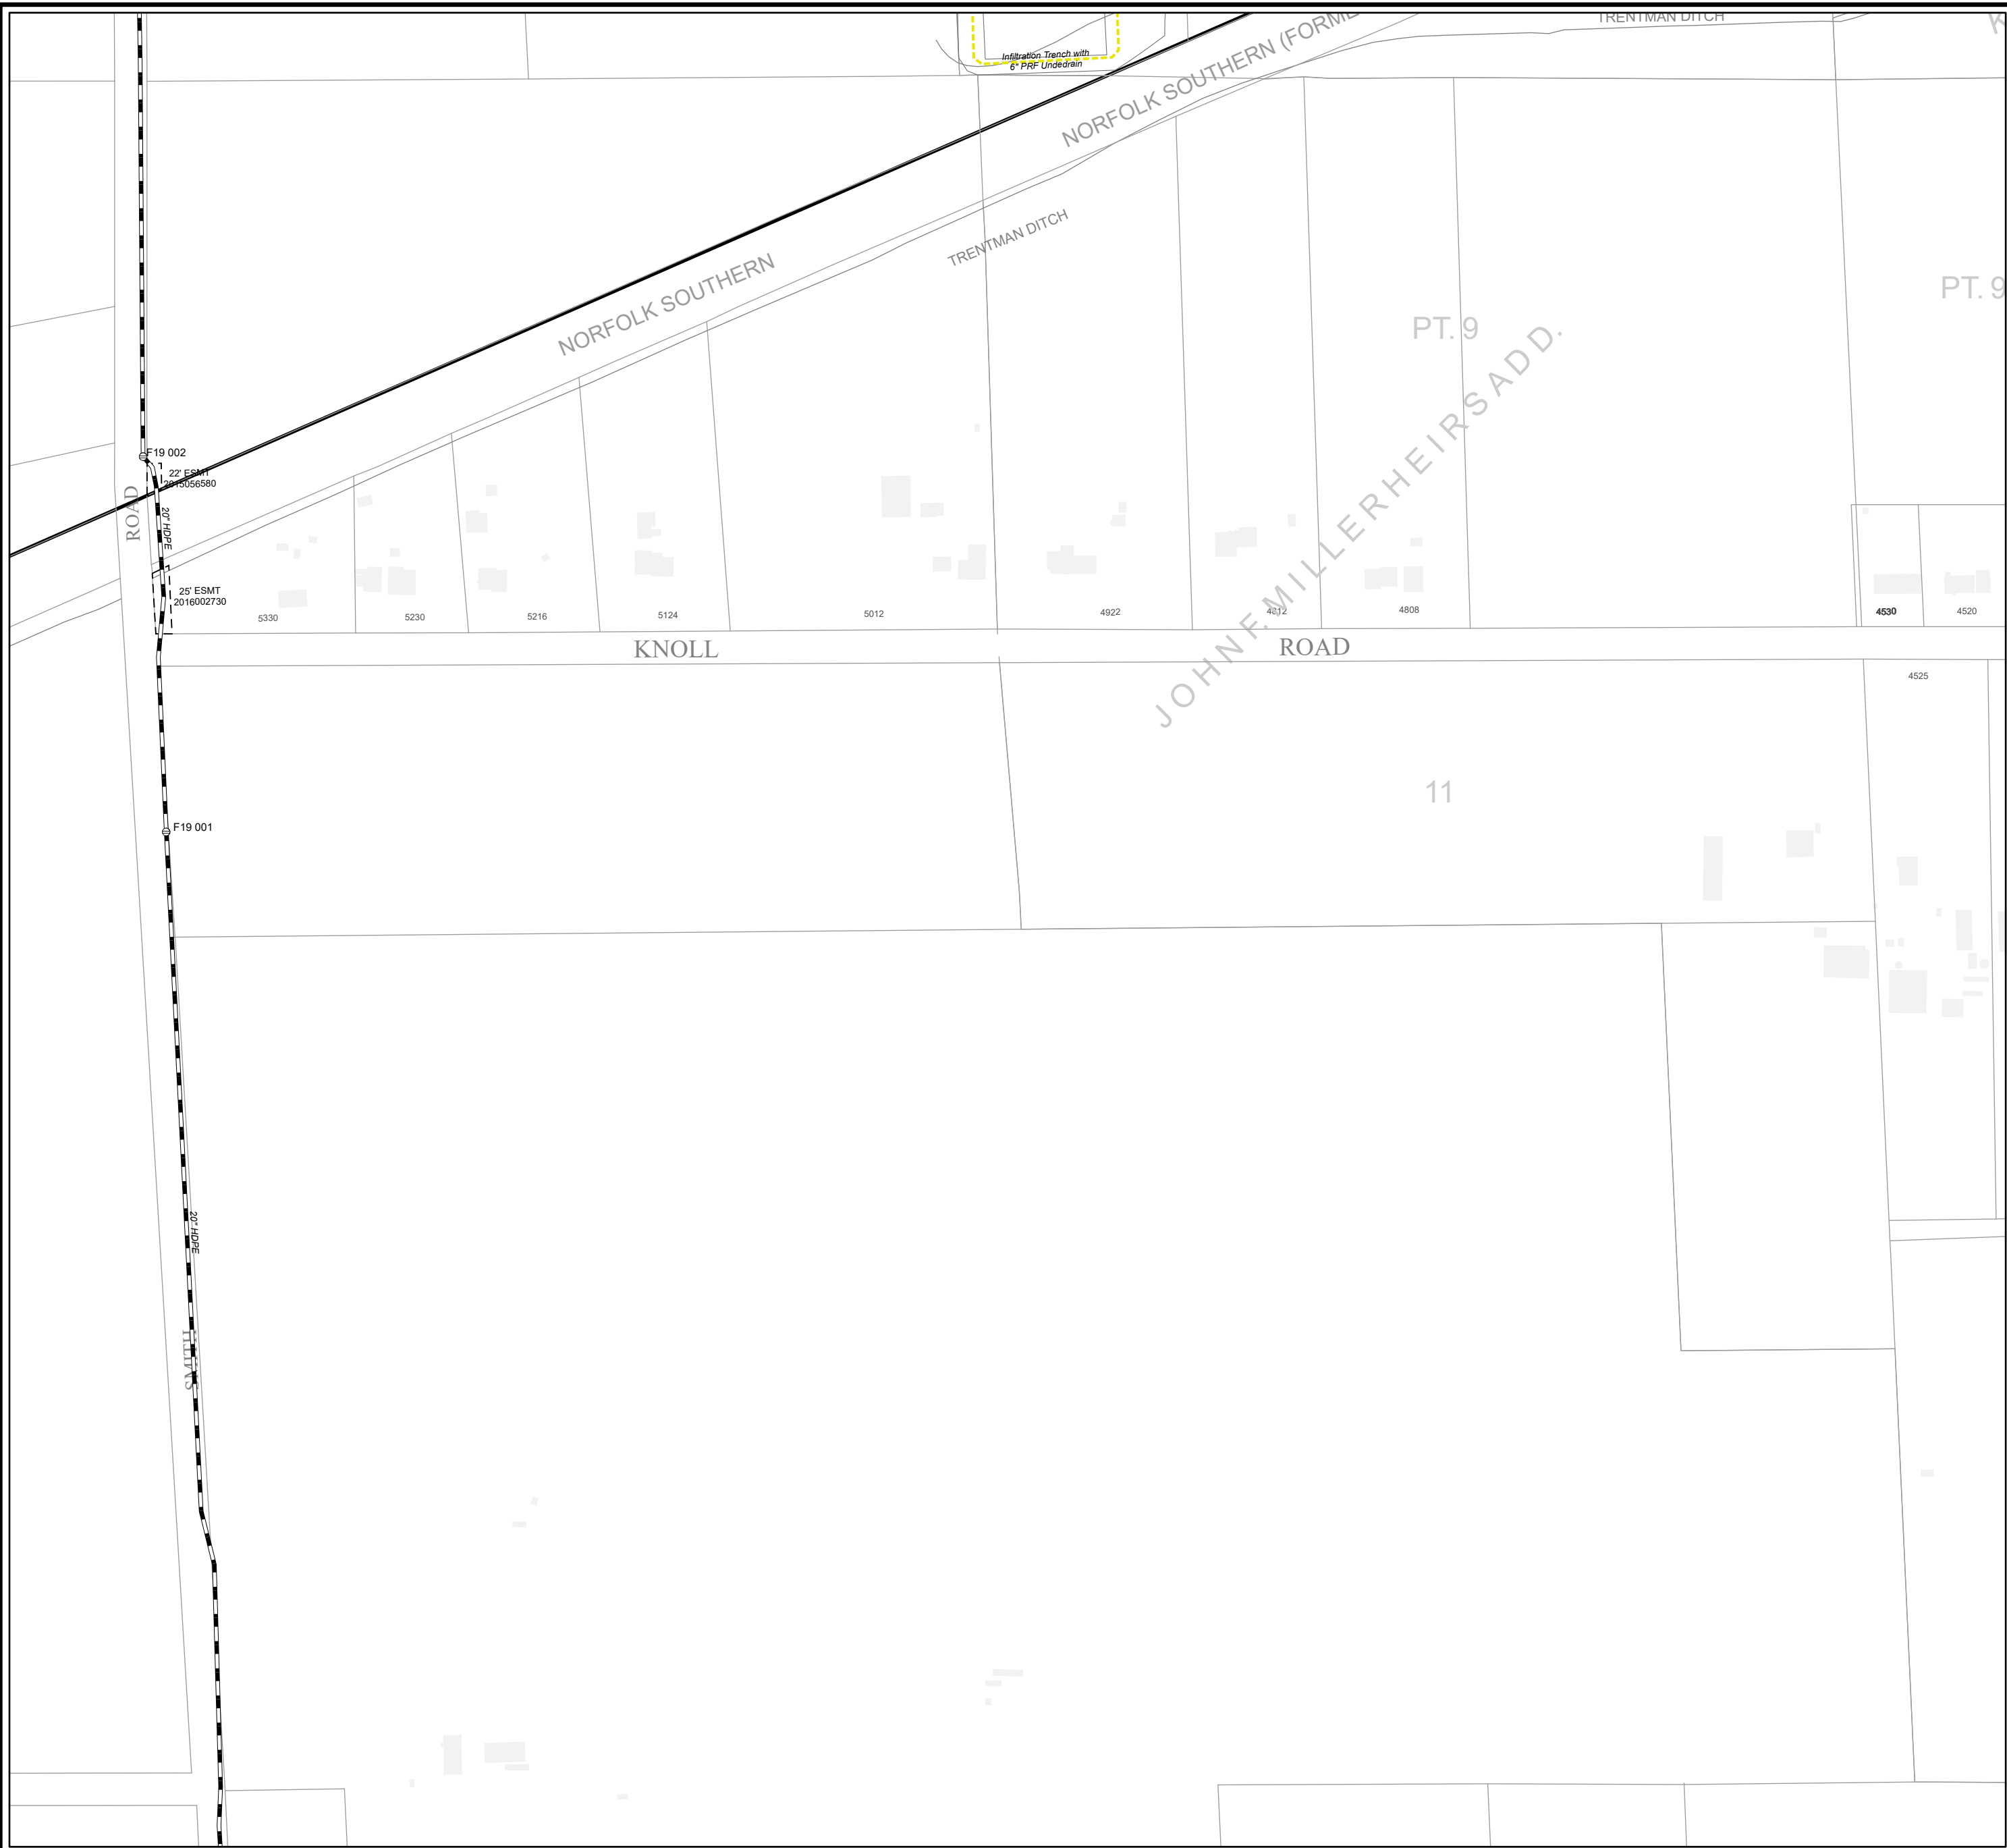 TRENTMAN DITCH
K
Infiltration Trench with
6" PRF Undedrain
NORFOLK SOUTHERN (FORME
NORFOLK SOUTHERN
TRENTMAN DITCH
PT. 9
PT. 9
JOHN F. MILLER HEIRS ADD.
F19 002
22' ESMT
2015056580
ROAD
20" HDPE
25' ESMT
2016002730
5330
5230
5216
5124
5012
4922
4812
4808
4530
4520
KNOLL ROAD
4525
11
F19 001
20" HDPE
SMITH